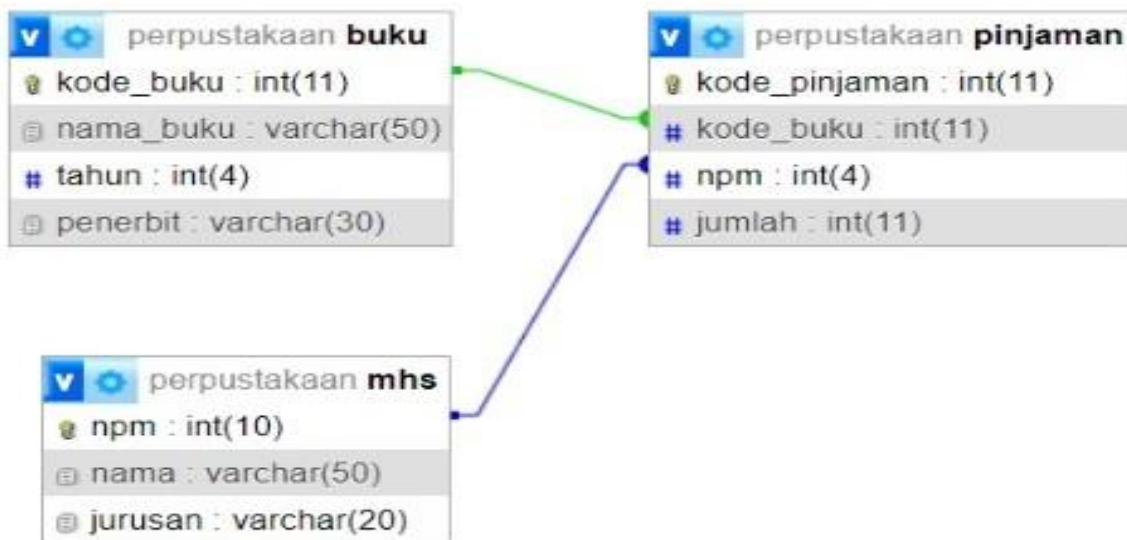 perpustakaan buku
kode_buku : int(11)
nama_buku : varchar(50)
tahun : int(4)
penerbit : varchar(30)
perpustakaan pinjaman
kode_pinjaman : int(11)
kode_buku : int(11)
npm : int(4)
jumlah : int(11)
perpustakaan mhs
npm : int(10)
nama : varchar(50)
jurusan : varchar(20)